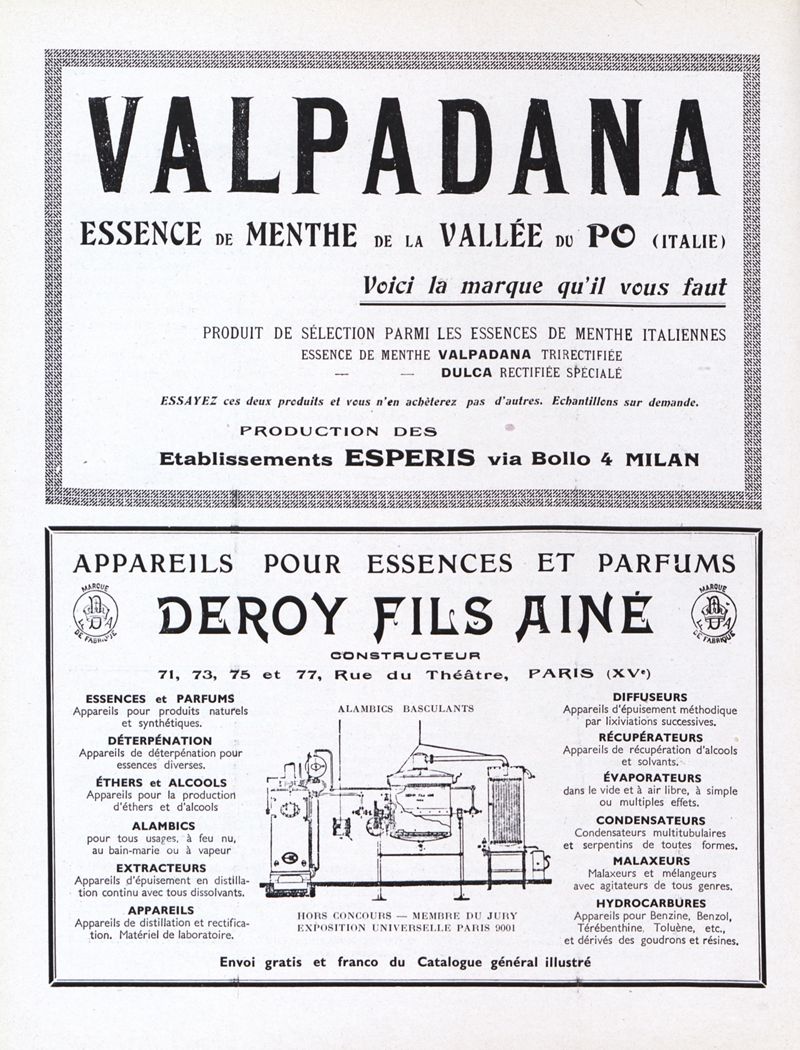 VALPADANA
ESSENCE DE MENTHE DE LA VALLÉE DU PO (ITALIE)
Voici la marque qu'il vous faut
PRODUIT DE SÉLECTION PARMI LES ESSENCES DE MENTHE ITALIENNES
ESSENCE DE MENTHE VALPADANA TRIRECTIFIÉE
— — DULCA RECTIFIÉE SPÉCIALÉ
ESSAYEZ ces deux produits et vous n'en achèterez pas d'autres. Echantillons sur demande.
PRODUCTION DES
Etablissements ESPERIS via Bollo 4 MILAN
APPAREILS POUR ESSENCES ET PARFUMS
MARQUE
DE FABRIQUE
DEROY FILS AINÉ
MARQUE
DE FABRIQUE
CONSTRUCTEUR
71, 73, 75 et 77, Rue du Théâtre, PARIS (XVe)
ESSENCES et PARFUMS
Appareils pour produits naturels
et synthétiques.
DÉTERPÉNATION
Appareils de déterpénation pour
essences diverses.
ÉTHERS et ALCOOLS
Appareils pour la production
d'éthers et d'alcools
ALAMBICS
pour tous usages, à feu nu,
au bain-marie ou à vapeur
EXTRACTEURS
Appareils d'épuisement en distilla-
tion continu avec tous dissolvants.
APPAREILS
Appareils de distillation et rectifica-
tion. Matériel de laboratoire.
ALAMBICS BASCULANTS
DEROY FILS AINÉ
HORS CONCOURS — MEMBRE DU JURY
EXPOSITION UNIVERSELLE PARIS 9001
DIFFUSEURS
Appareils d'épuisement méthodique
par lixiviations successives.
RÉCUPÉRATEURS
Appareils de récupération d'alcools
et solvants.
ÉVAPORATEURS
dans le vide et à air libre, à simple
ou multiples effets.
CONDENSATEURS
Condensateurs multitubulaires
et serpentins de toutes formes.
MALAXEURS
Malaxeurs et mélangeurs
avec agitateurs de tous genres.
HYDROCARBURES
Appareils pour Benzine, Benzol,
Térébenthine, Toluène, etc.,
et dérivés des goudrons et résines.
Envoi gratis et franco du Catalogue général illustré